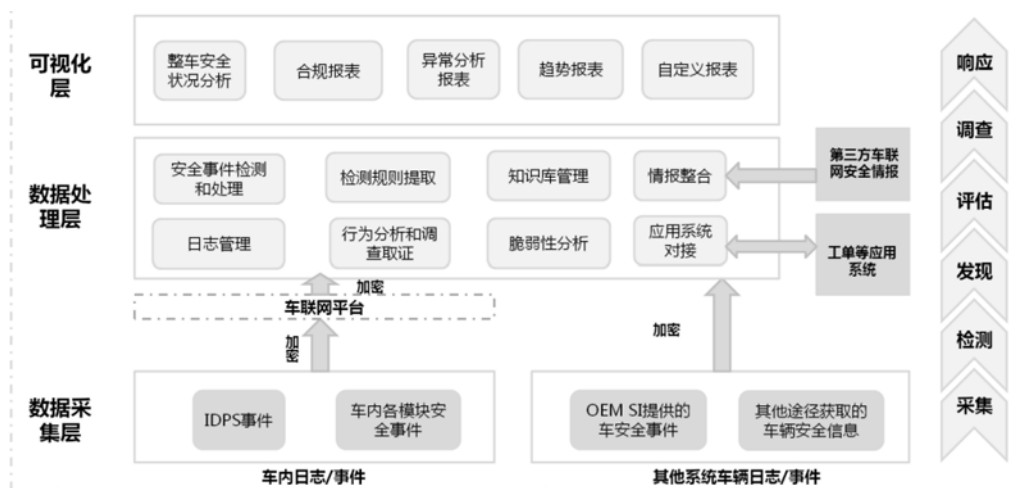 可视化
层
整车安全
状况分析
合规报表
异常分析
报表
趋势报表
自定义报表
数据处
理层
安全事件检测
和处理
检测规则提取
知识库管理
情报整合
日志管理
行为分析和调
查取证
脆弱性分析
应用系统
对接
第三方车联
网安全情报
工单等应用
系统
加密
车联网平台
加
密
加密
数据采
集层
IDPS事件
车内各模块安
全事件
OEM SI提供的
车安全事件
其他途径获取的
车辆安全信息
车内日志/事件
其他系统车辆日志/事件
响应
调查
评估
发现
检测
采集